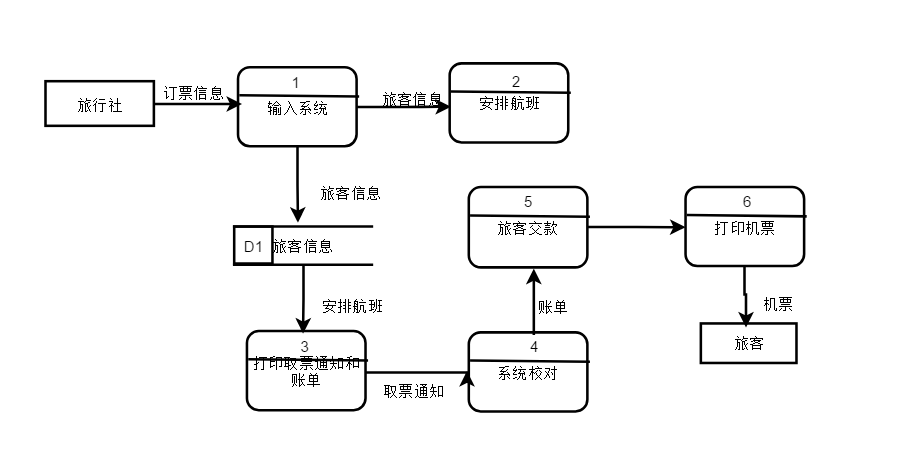 旅行社
订票信息
1
输入系统
旅客信息
2
安排航班
旅客信息
D1
旅客信息
安排航班
3
打印取票通知和
账单
取票通知
4
系统校对
账单
5
旅客交款
6
打印机票
机票
旅客